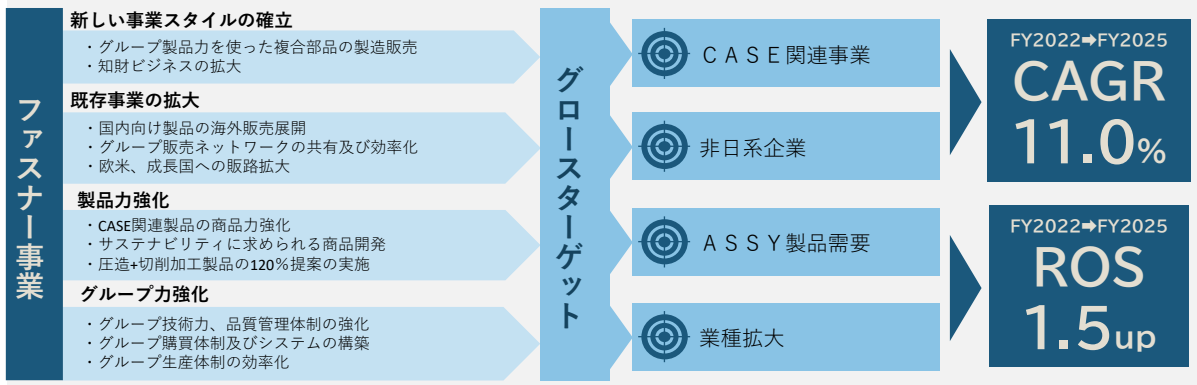 ファスナー事業
新しい事業スタイルの確立
・グループ製品力を使った複合部品の製造販売
・知財ビジネスの拡大
既存事業の拡大
・国内向け製品の海外販売展開
・グループ販売ネットワークの共有及び効率化
・欧米、成長国への販路拡大
製品力強化
・CASE関連製品の商品力強化
・サステナビリティに求められる商品開発
・圧造+切削加工製品の120%提案の実施
グループ力強化
・グループ技術力、品質管理体制の強化
・グループ購買体制及びシステムの構築
・グループ生産体制の効率化
グロースターゲット
ＣＡＳＥ関連事業
非日系企業
ＡＳＳＹ製品需要
業種拡大
FY2022➡FY2025
CAGR
11.0%
FY2022➡FY2025
ROS
1.5up